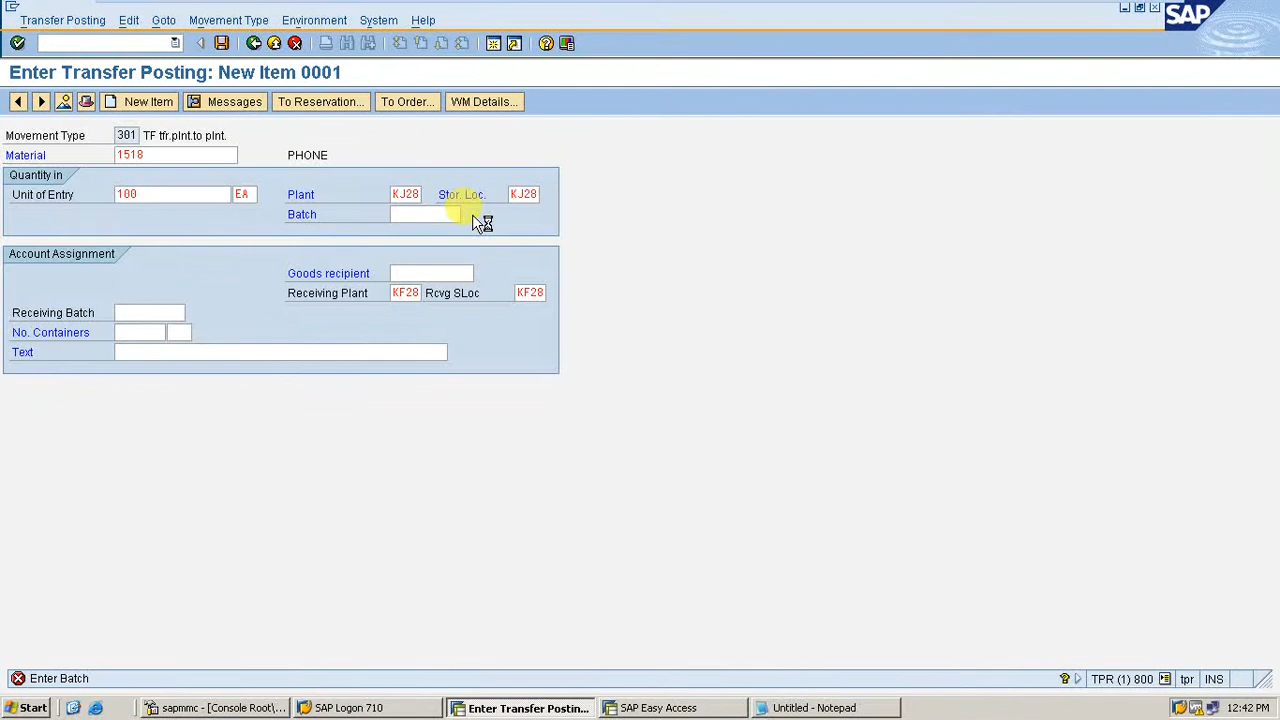 Transfer Posting Edit Goto Movement Type Environment System Help
SAP
Enter Transfer Posting: New Item 0001
New Item Messages To Reservation... To Order... WM Details...
Movement Type 301 TF tfr.plnt.to plnt.
Material 1518 PHONE
Quantity in
Unit of Entry 100 EA Plant KJ28 Stor. Loc. KJ28
Batch
Account Assignment
Goods recipient
Receiving Plant KF28 Rcvg SLoc KF28
Receiving Batch
No. Containers
Text
Enter Batch TPR (1) 800 tpr INS
Start sapmmc - [Console Root\... SAP Logon 710 Enter Transfer Postin... SAP Easy Access Untitled - Notepad 12:42 PM